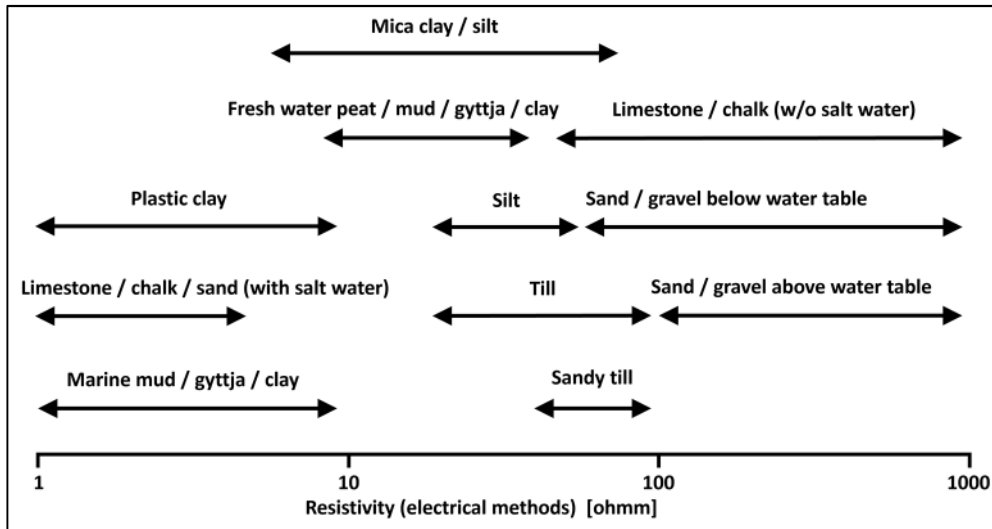 Mica clay / silt
Fresh water peat / mud / gyttja / clay
Limestone / chalk (w/o salt water)
Plastic clay
Silt
Sand / gravel below water table
Limestone / chalk / sand (with salt water)
Till
Sand / gravel above water table
Marine mud / gyttja / clay
Sandy till
1
10
100
1000
Resistivity (electrical methods) [ohmm]